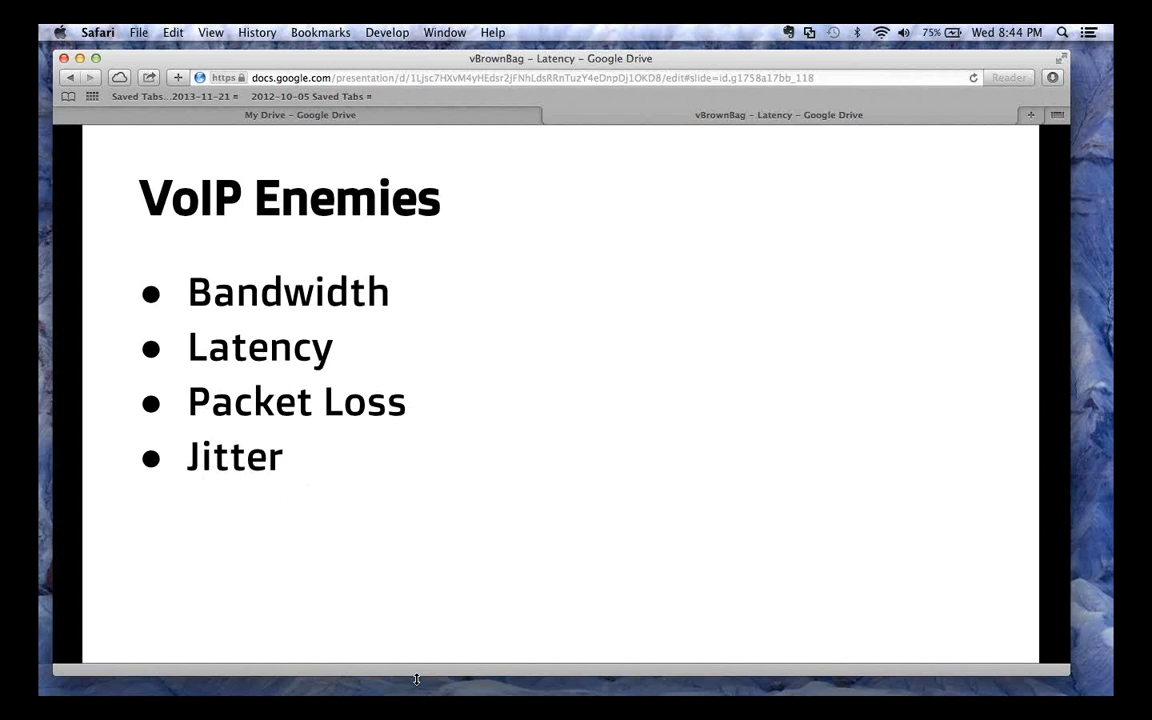 Safari File Edit View History Bookmarks Develop Window Help 75% Wed 8:44 PM
vBrownBag – Latency – Google Drive
https docs.google.com/presentation/d/ Reader
Saved Tabs...2013-11-21 2012-10-05 Saved Tabs
My Drive – Google Drive vBrownBag – Latency – Google Drive
VoIP Enemies
● Bandwidth
● Latency
● Packet Loss
● Jitter